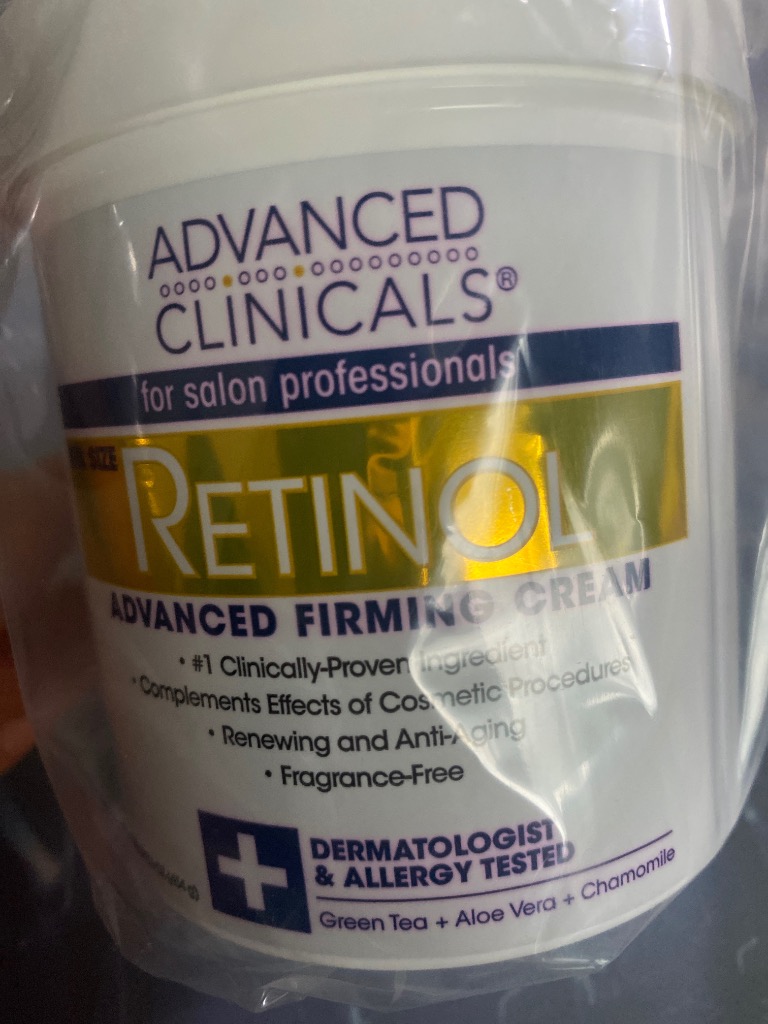 ADVANCED
CLINICALS®
for salon professionals
SIZE
RETINOL
ADVANCED FIRMING CREAM
• #1 Clinically-Proven Ingredient
• Complements Effects of Cosmetic Procedures
• Renewing and Anti-Aging
• Fragrance-Free
DERMATOLOGIST
& ALLERGY TESTED
Green Tea + Aloe Vera + Chamomile